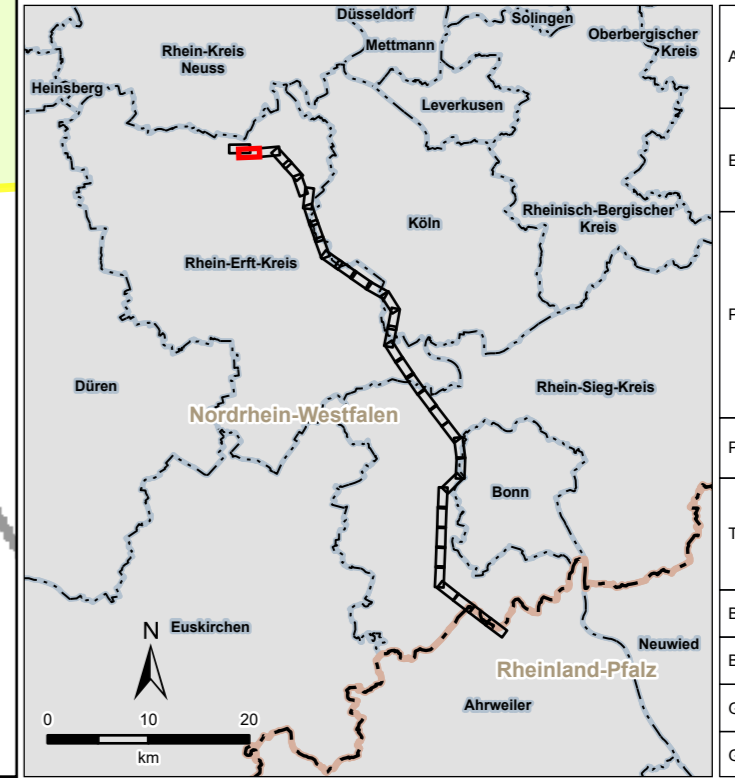 Düsseldorf
Solingen
Mettmann
Oberbergischer
Kreis
Rhein-Kreis
Neuss
Heinsberg
Leverkusen
Köln
Rheinisch-Bergischer
Kreis
Rhein-Erft-Kreis
Düren
Rhein-Sieg-Kreis
Nordrhein-Westfalen
Bonn
N
Euskirchen
Neuwied
Rheinland-Pfalz
Ahrweiler
0 10 20
km